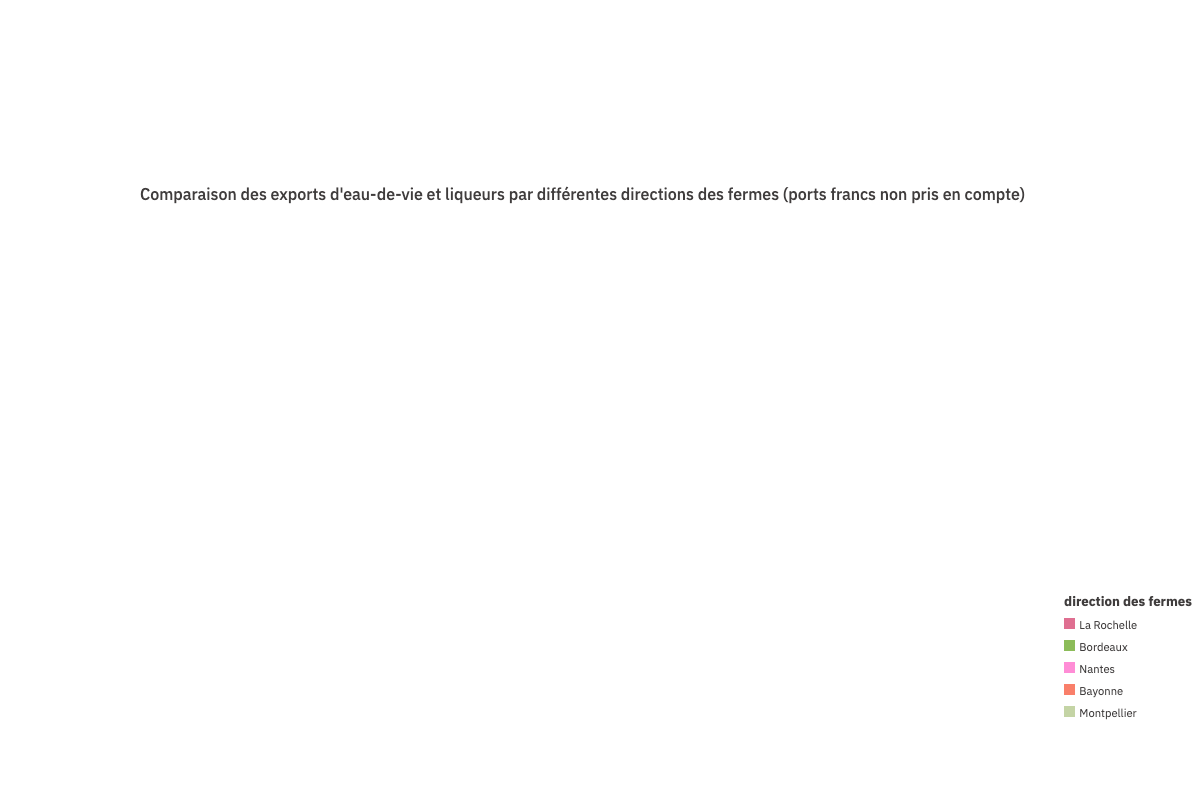 Comparaison des exports d'eau-de-vie et liqueurs par différentes directions des fermes (ports francs non pris en compte)
direction des fermes
La Rochelle
Bordeaux
Nantes
Bayonne
Montpellier